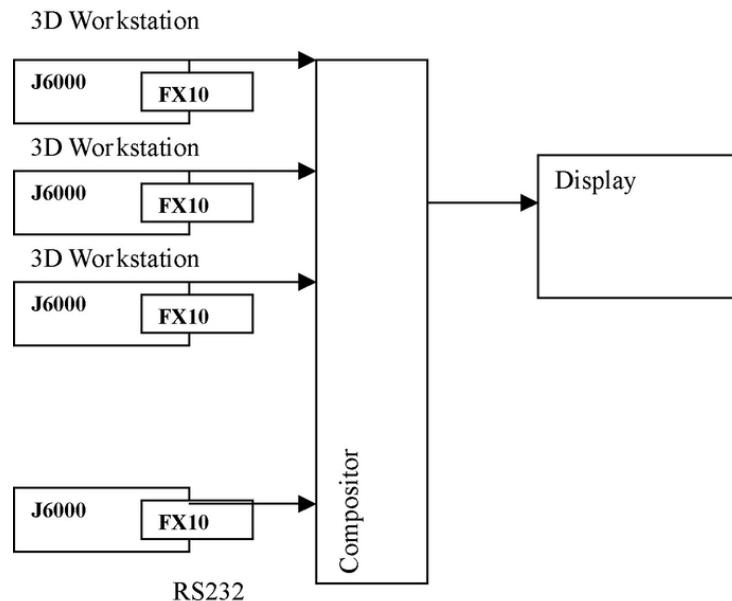 3D Workstation
J6000
FX10
3D Workstation
J6000
FX10
3D Workstation
J6000
FX10
J6000
FX10
RS232
Compositor
Display